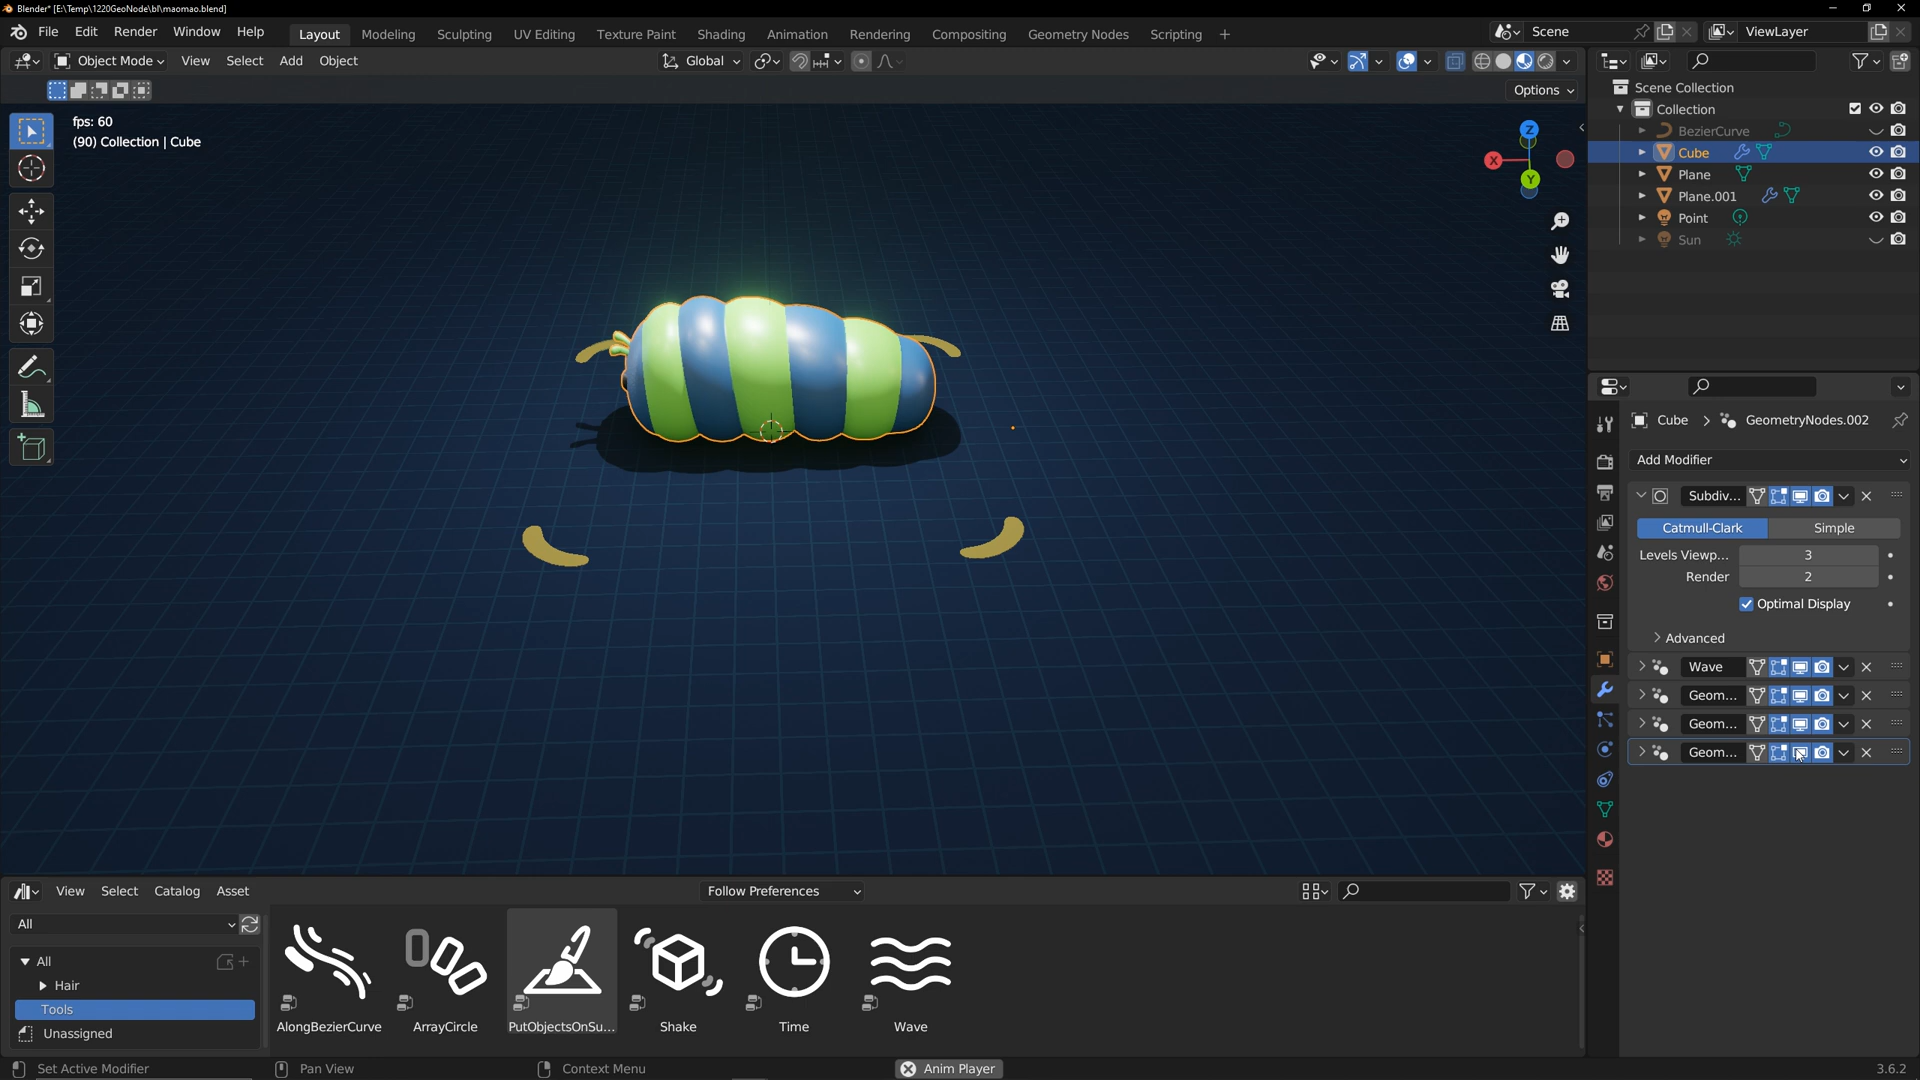 Blender* [E:\Temp\1220GeoNode\bl\maomao.blend]
File Edit Render Window Help Layout Modeling Sculpting UV Editing Texture Paint Shading Animation Rendering Compositing Geometry Nodes Scripting + Scene ViewLayer
Object Mode View Select Add Object Global
Options
fps: 60
(90) Collection | Cube
Z
X
Y
Scene Collection
Collection
BezierCurve
Cube
Plane
Plane.001
Point
Sun
Cube > GeometryNodes.002
Add Modifier
Subdiv...
Catmull-Clark Simple
Levels Viewp... 3
Render 2
Optimal Display
Advanced
Wave
Geom...
Geom...
Geom...
View Select Catalog Asset Follow Preferences
All
All
Hair
Tools
Unassigned
AlongBezierCurve ArrayCircle PutObjectsOnSu... Shake Time Wave
Set Active Modifier Pan View Context Menu Anim Player 3.6.2